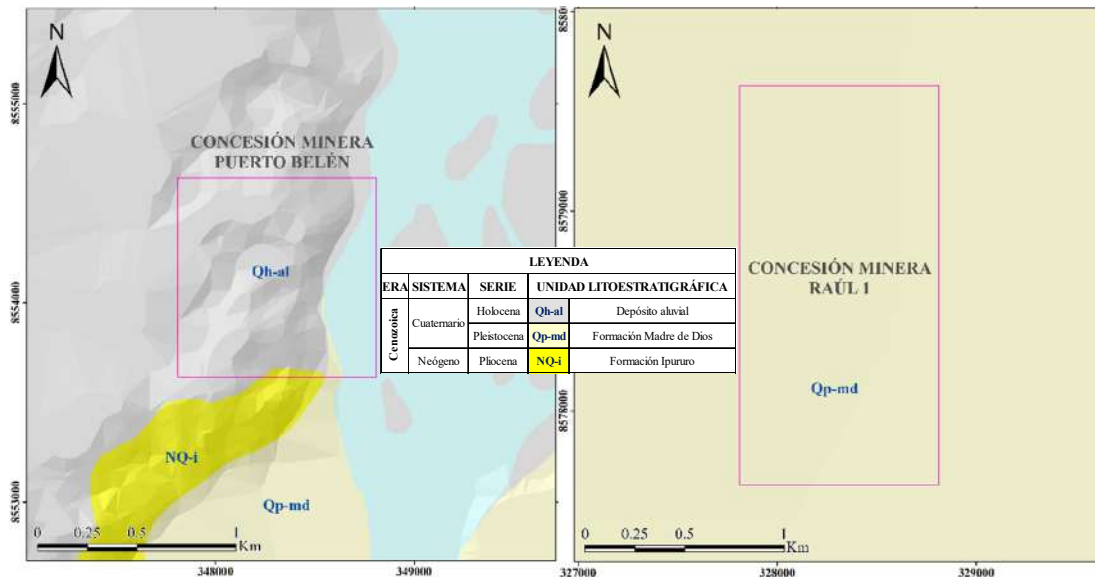 N
8555000
8554000
8553000
CONCESIÓN MINERA
PUERTO BELÉN
Qh-al
NQ-i
Qp-md
0 0.25 0.5 1
Km
348000 349000
LEYENDA
ERA SISTEMA SERIE UNIDAD LITOESTRATIGRÁFICA
Cenozoica
Cuaternario
Holocena Qh-al Depósito aluvial
Pleistocena Qp-md Formación Madre de Dios
Neógeno Pliocena NQ-i Formación Ipururo
N
8580
8579000
8578000
CONCESIÓN MINERA
RAÚL 1
Qp-md
0 0.25 0.5 1
Km
327000 328000 329000